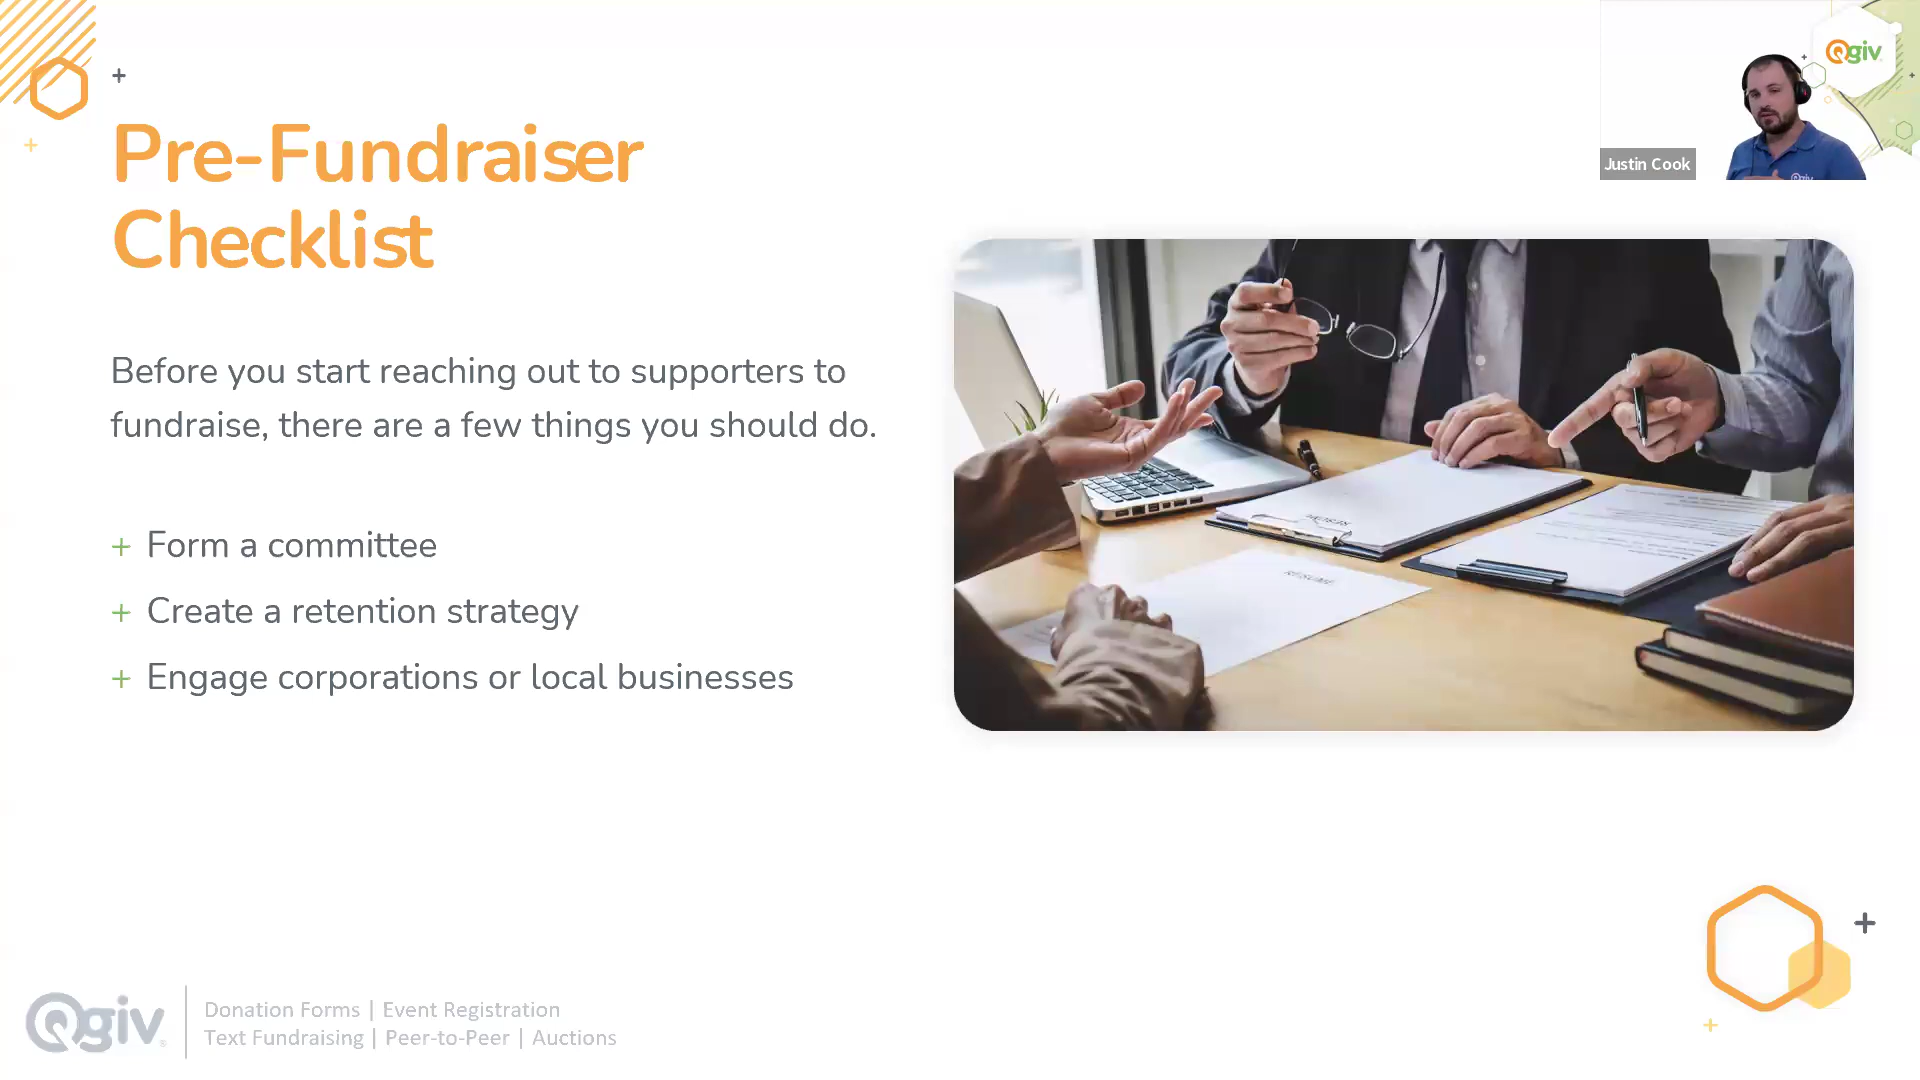 Qgiv
Justin Cook
Pre-Fundraiser
Checklist
Before you start reaching out to supporters to
fundraise, there are a few things you should do.
+ Form a committee
+ Create a retention strategy
+ Engage corporations or local businesses
RESUME
RESUME
Qgiv
Donation Forms | Event Registration
Text Fundraising | Peer-to-Peer | Auctions